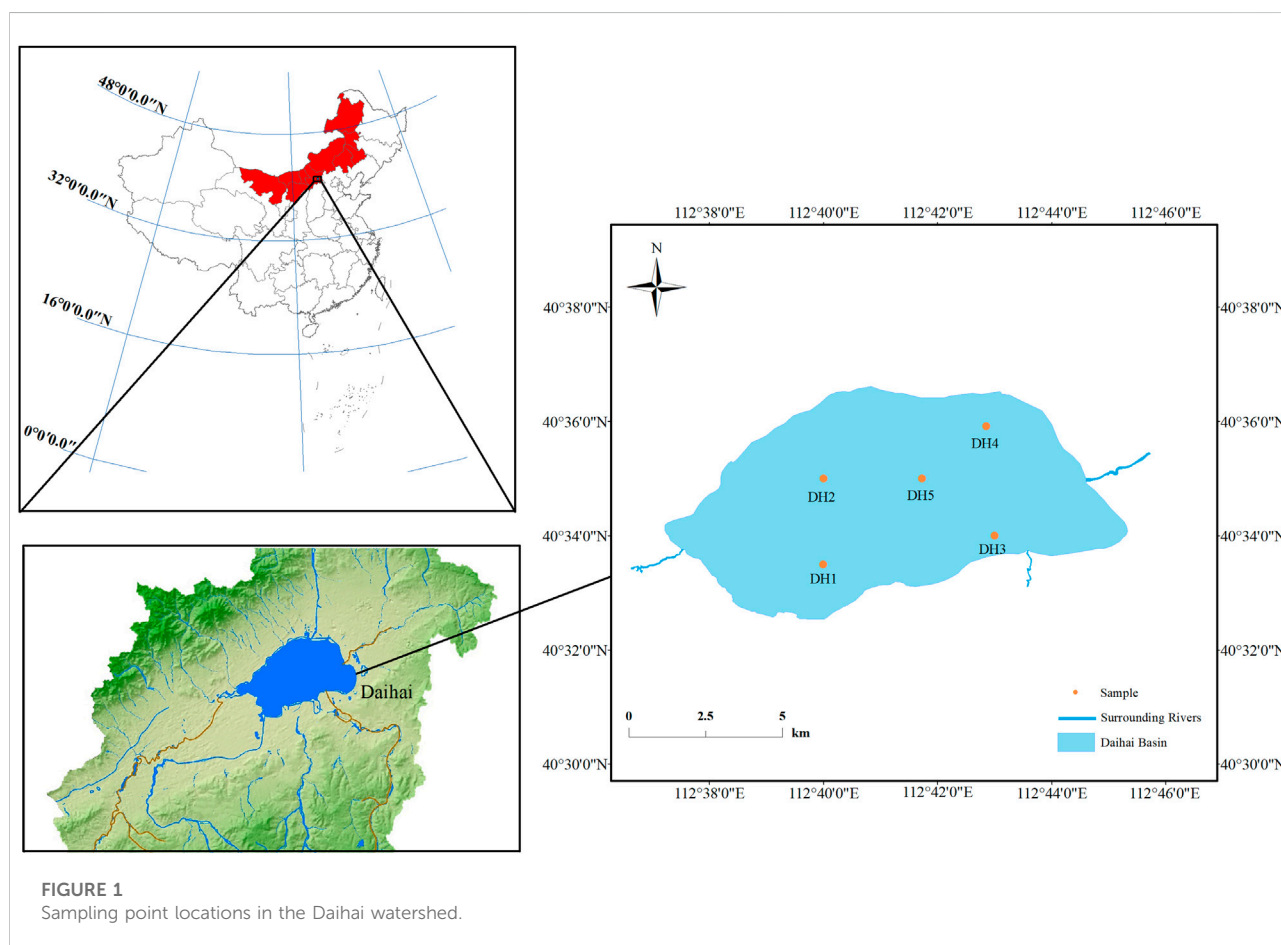 48°0'0.0"N
32°0'0.0"N
16°0'0.0"N
0°0'0.0"
Daihai
112°38'0"E 112°40'0"E 112°42'0"E 112°44'0"E 112°46'0"E
N
40°38'0"N 40°38'0"N
40°36'0"N 40°36'0"N
DH4
DH2 DH5
40°34'0"N 40°34'0"N
DH3
DH1
40°32'0"N 40°32'0"N
Sample
0 2.5 5
km
Surrounding Rivers
Daihai Basin
40°30'0"N 40°30'0"N
112°38'0"E 112°40'0"E 112°42'0"E 112°44'0"E 112°46'0"E
FIGURE 1
Sampling point locations in the Daihai watershed.